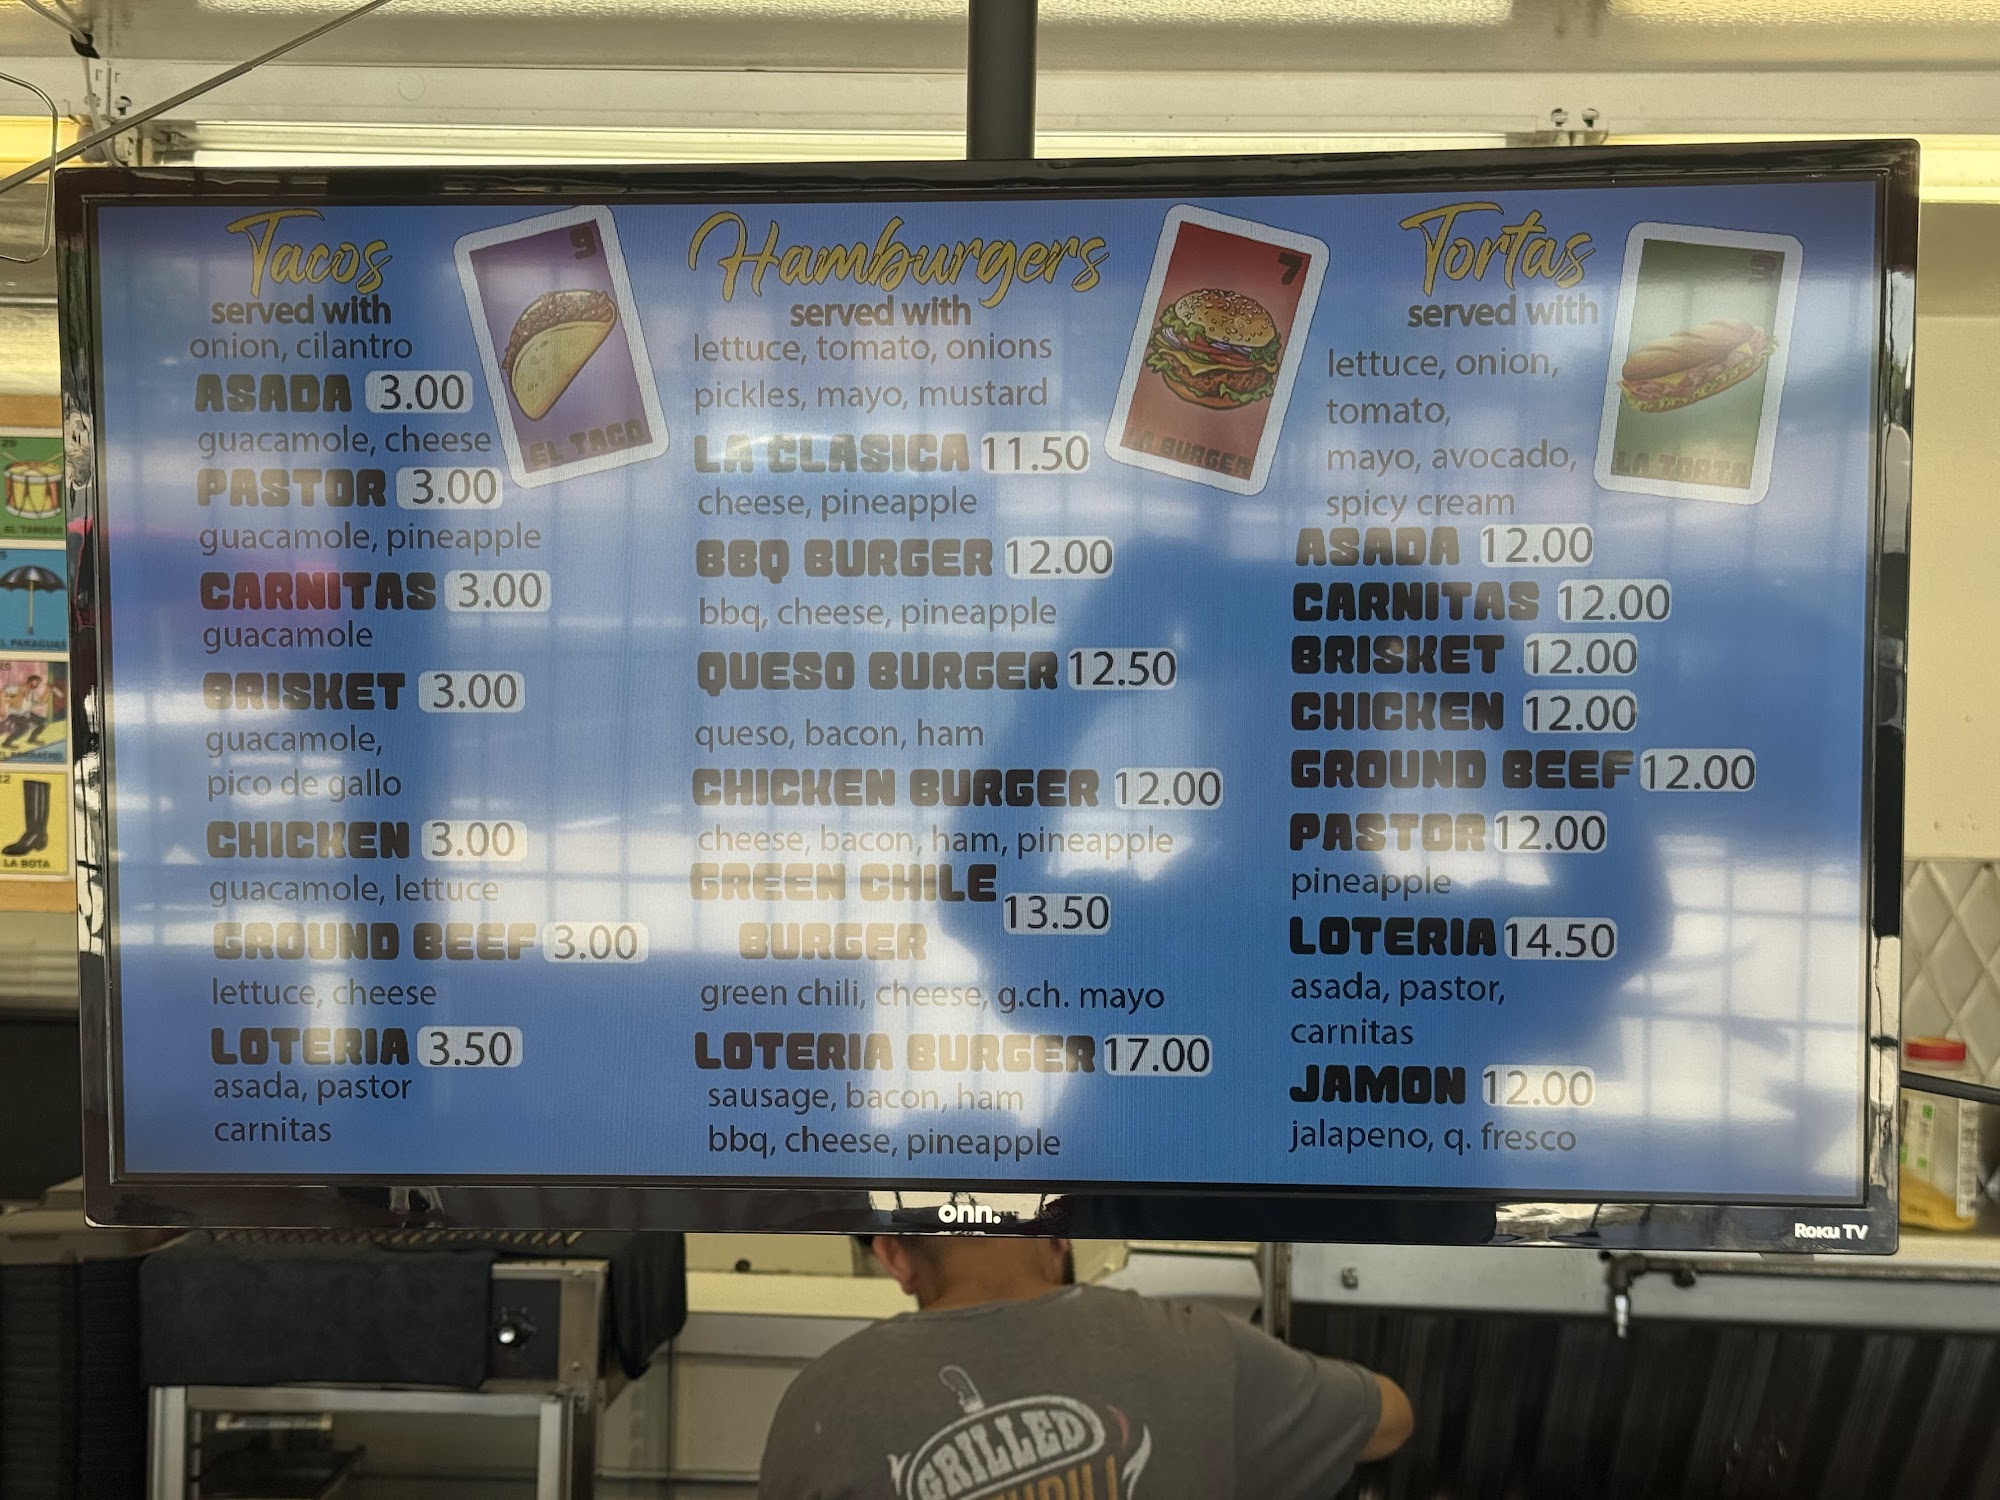 Tacos
served with
onion, cilantro
ASADA 3.00
guacamole, cheese
PASTOR 3.00
guacamole, pineapple
CARNITAS 3.00
guacamole
BRISKET 3.00
guacamole,
pico de gallo
CHICKEN 3.00
guacamole, lettuce
GROUND BEEF 3.00
lettuce, cheese
LOTERIA 3.50
asada, pastor
carnitas
9
EL TACO
Hamburgers
served with
lettuce, tomato, onions
pickles, mayo, mustard
LA CLASICA 11.50
cheese, pineapple
BBQ BURGER 12.00
bbq, cheese, pineapple
QUESO BURGER 12.50
queso, bacon, ham
CHICKEN BURGER 12.00
cheese, bacon, ham, pineapple
GREEN CHILE
BURGER 13.50
green chili, cheese, g.ch. mayo
LOTERIA BURGER 17.00
sausage, bacon, ham
bbq, cheese, pineapple
7
LA BURGER
Tortas
served with
lettuce, onion,
tomato,
mayo, avocado,
spicy cream
ASADA 12.00
CARNITAS 12.00
BRISKET 12.00
CHICKEN 12.00
GROUND BEEF 12.00
PASTOR 12.00
pineapple
LOTERIA 14.50
asada, pastor,
carnitas
JAMON 12.00
jalapeno, q. fresco
LA TORTA
onn.
Roku TV
29
LA BOTA
GRILLED